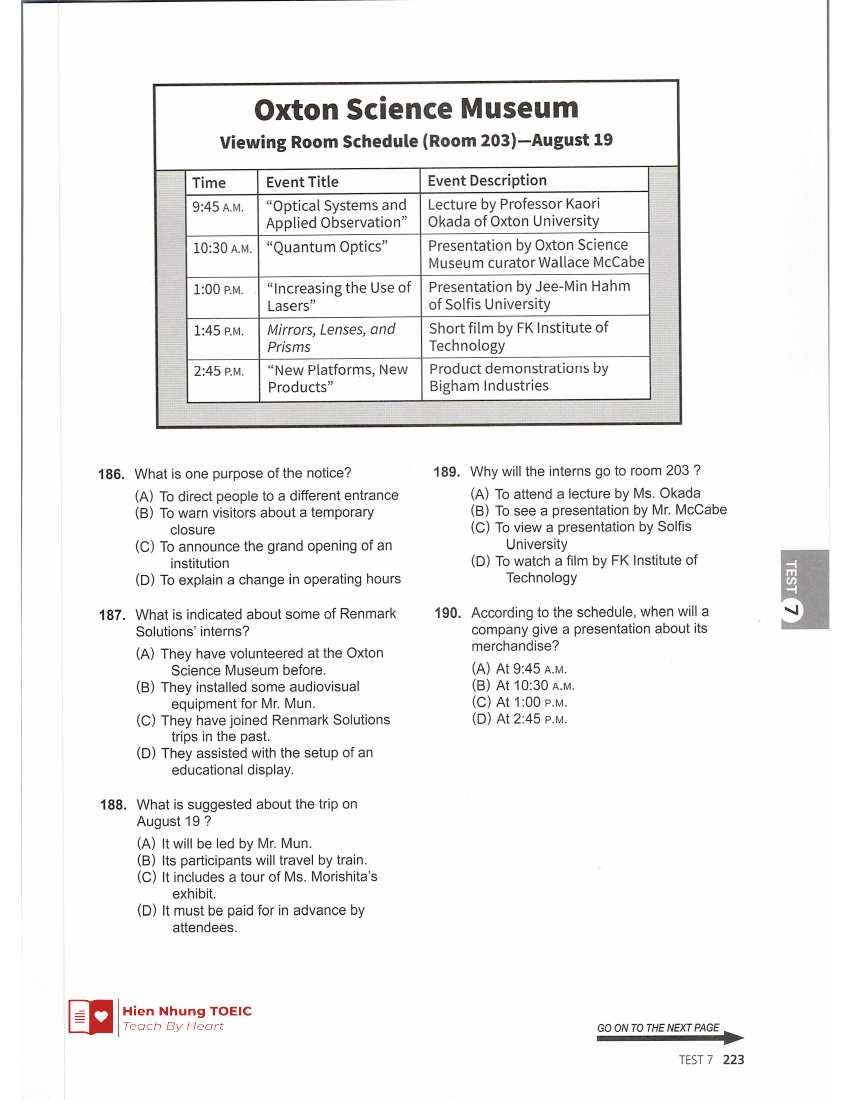 Oxton Science Museum
Viewing Room Schedule (Room 203)—August 19
Time Event Title Event Description
9:45 A.M. “Optical Systems and Applied Observation” Lecture by Professor Kaori Okada of Oxton University
10:30 A.M. “Quantum Optics” Presentation by Oxton Science Museum curator Wallace McCabe
1:00 P.M. “Increasing the Use of Lasers” Presentation by Jee-Min Hahm of Solfis University
1:45 P.M. Mirrors, Lenses, and Prisms Short film by FK Institute of Technology
2:45 P.M. “New Platforms, New Products” Product demonstrations by Bigham Industries
186. What is one purpose of the notice?
(A) To direct people to a different entrance
(B) To warn visitors about a temporary
closure
(C) To announce the grand opening of an
institution
(D) To explain a change in operating hours
187. What is indicated about some of Renmark
Solutions’ interns?
(A) They have volunteered at the Oxton
Science Museum before.
(B) They installed some audiovisual
equipment for Mr. Mun.
(C) They have joined Renmark Solutions
trips in the past.
(D) They assisted with the setup of an
educational display.
188. What is suggested about the trip on
August 19 ?
(A) It will be led by Mr. Mun.
(B) Its participants will travel by train.
(C) It includes a tour of Ms. Morishita’s
exhibit.
(D) It must be paid for in advance by
attendees.
189. Why will the interns go to room 203 ?
(A) To attend a lecture by Ms. Okada
(B) To see a presentation by Mr. McCabe
(C) To view a presentation by Solfis
University
(D) To watch a film by FK Institute of
Technology
190. According to the schedule, when will a
company give a presentation about its
merchandise?
(A) At 9:45 A.M.
(B) At 10:30 A.M.
(C) At 1:00 P.M.
(D) At 2:45 P.M.
TEST 7
Hien Nhung TOEIC
Teach By Heart
GO ON TO THE NEXT PAGE
TEST 7 223